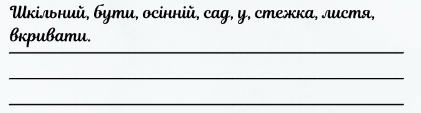 Шкільний, бути, осінній, сад, у, стежка, листя,
вкривати.